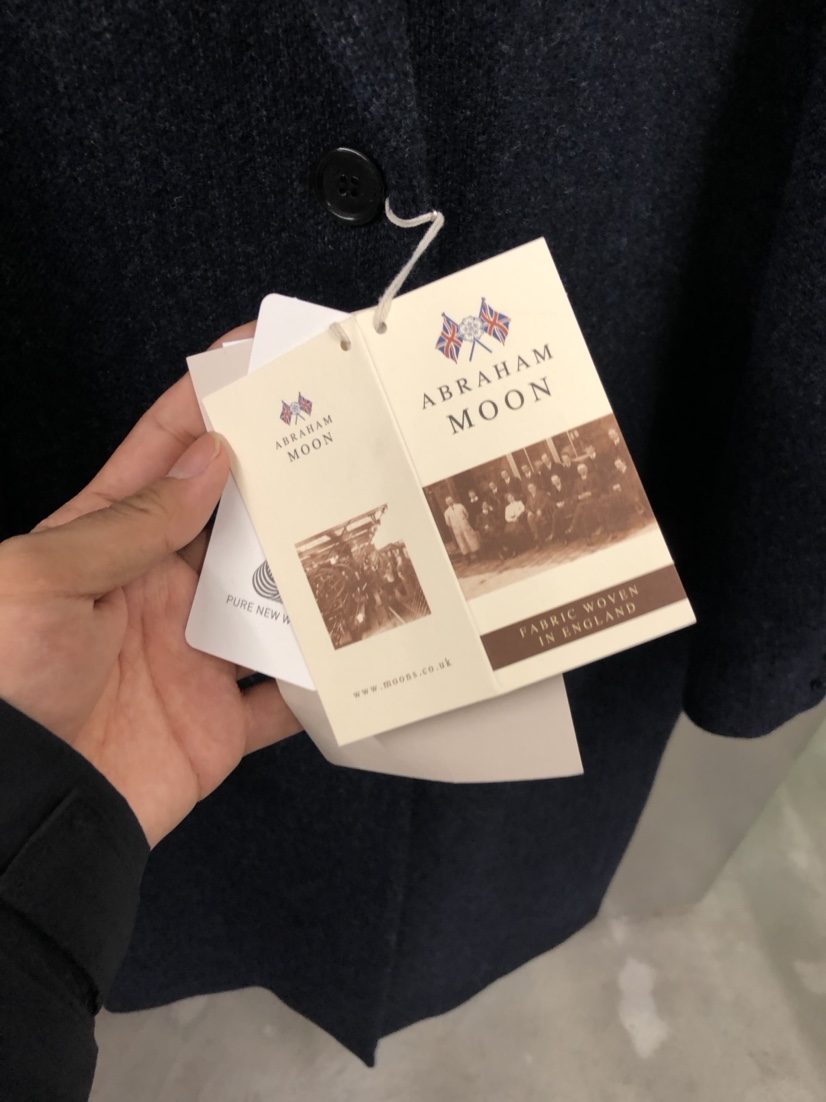 ABRAHAM
MOON
www.moons.co.uk
ABRAHAM
MOON
FABRIC WOVEN
IN ENGLAND
PURE NEW